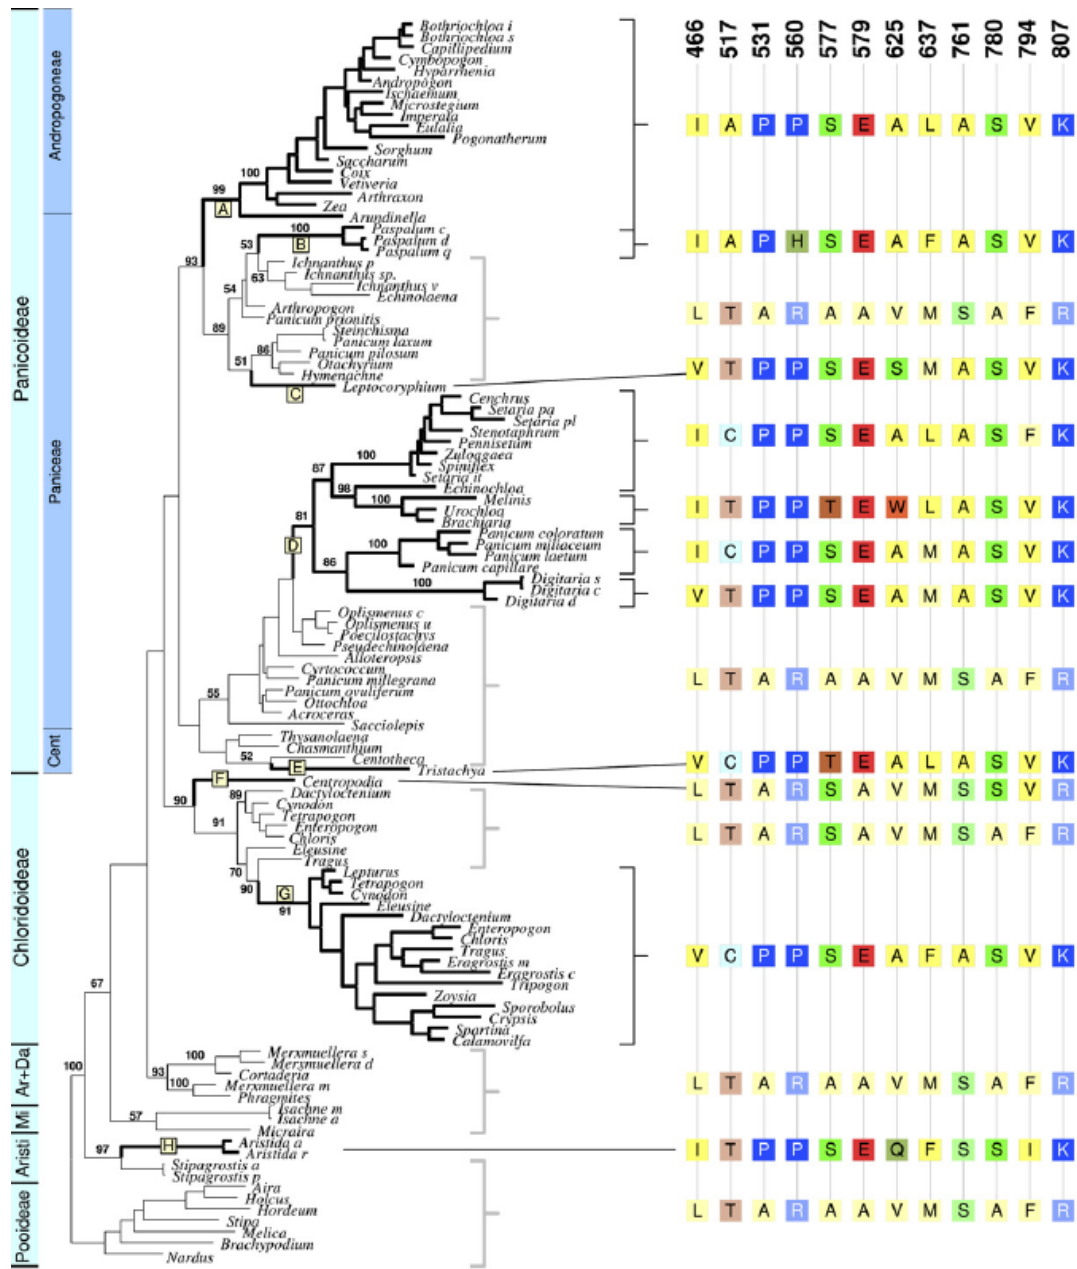 466 517 531 560 577 579 625 637 761 780 794 807
Panicoideae
Chloridoideae
Ar+Da
Mi
Aristi
Pooideae
Andropogoneae
Paniceae
Cent
Bothriochloa i
Bothriochloa s
Capillipedium
Cymbopogon
Hyparrhenia
Andropogon
Ischaemum
Microstegium
Imperata
Eulalia
Pogonatherum
Sorghum
Saccharum
Coix
Vetiveria
Arthraxon
Zea
Arundinella
100
99
A
I A P P S E A L A S V K
Paspalum c
Paspalum d
Paspalum q
100
B
53
93
I A P H S E A F A S V K
Ichnanthus p
Ichnanthus sp.
Ichnanthus v
Echinolaena
63
54
Arthropogon
Panicum prionitis
L T A R A A V M S A F R
Steinchisma
Panicum laxum
Panicum pilosum
Otachyrium
Hymenachne
Leptocoryphium
89
86
51
C
V T P P S E S M A S V K
Cenchrus
Setaria pa
Setaria pl
Stenotaphrum
Pennisetum
Zuloagaea
Spinifex
Setaria it
Echinochloa
100
87
98
I C P P S E A L A S F K
Melinis
Urochloa
Brachiaria
100
81
D
I T P P T E W L A S V K
Panicum coloratum
Panicum miliaceum
Panicum laetum
Panicum capillare
100
86
I C P P S E A M A S V K
Digitaria s
Digitaria c
Digitaria d
100
V T P P S E A M A S V K
Oplismenus c
Oplismenus u
Poecilostachys
Pseudechinolaena
Alloteropsis
Cyrtococcum
Panicum millegrana
Panicum ovuliferum
Ottochloa
Acroceras
Sacciolepis
55
L T A R A A V M S A F R
Thysanolaena
Chasmanthium
Centotheca
Tristachya
52
E
V C P P T E A L A S V K
Centropodia
F
90
L T A R S A V M S S V R
Dactyloctenium
Cynodon
Tetrapogon
Enteropogon
Chloris
Eleusine
Tragus
89
91
70
L T A R S A V M S A F R
Lepturus
Tetrapogon
Cynodon
Eleusine
Dactyloctenium
Enteropogon
Chloris
Tragus
Eragrostis m
Eragrostis c
Tripogon
Zoysia
Sporobolus
Crypsis
Spartina
Calamovilfa
90
G
91
V C P P S E A F A S V K
67
100
Merxmuellera s
Merxmuellera d
Cortaderia
Merxmuellera m
Phragmites
100
93
100
L T A R A A V M S A F R
Isachne m
Isachne a
Micraira
57
Aristida a
Aristida r
H
97
I T P P S E Q F S S I K
Stipagrostis a
Stipagrostis p
Aira
Holcus
Hordeum
Stipa
Melica
Brachypodium
Nardus
L T A R A A V M S A F R